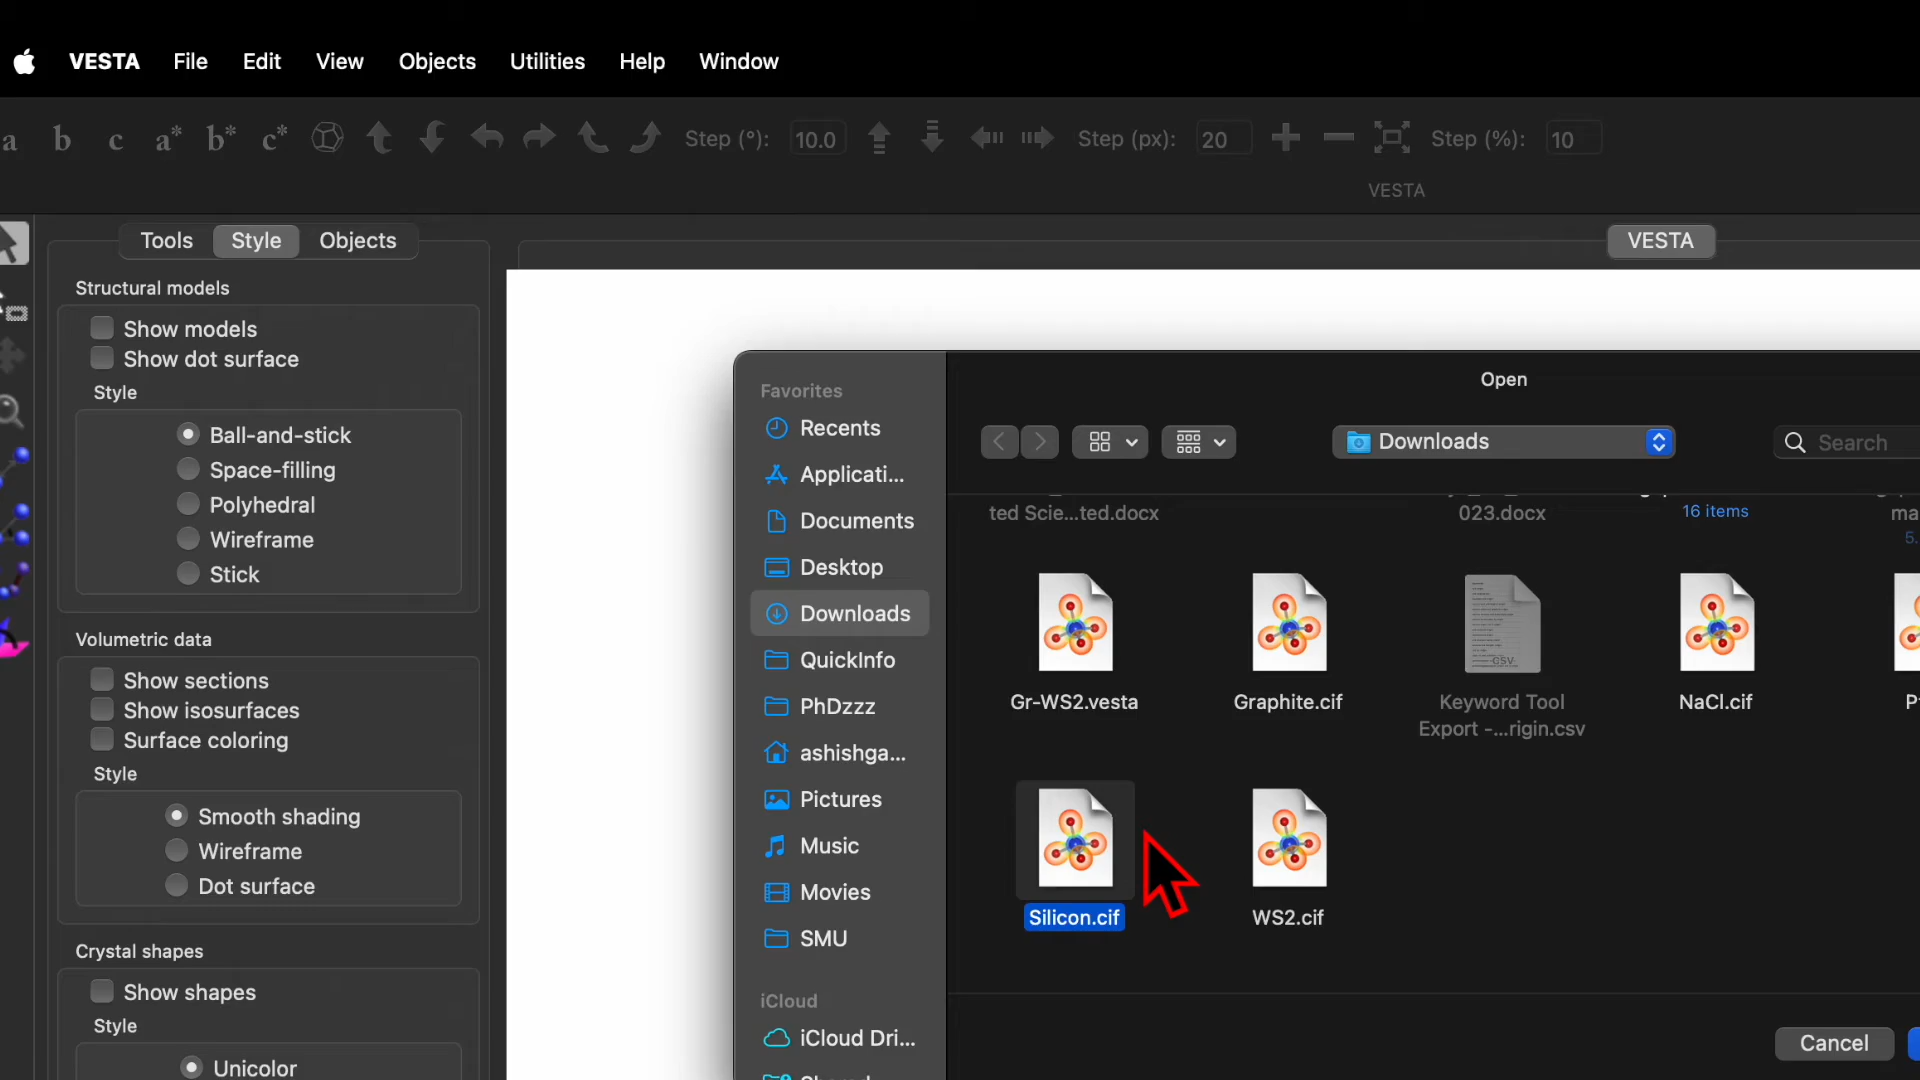 VESTA File Edit View Objects Utilities Help Window
a b c a* b* c* Step (°): 10.0 Step (px): 20 Step (%): 10
VESTA
Tools Style Objects
VESTA
Structural models
Show models
Show dot surface
Style
Ball-and-stick
Space-filling
Polyhedral
Wireframe
Stick
Volumetric data
Show sections
Show isosurfaces
Surface coloring
Style
Smooth shading
Wireframe
Dot surface
Crystal shapes
Show shapes
Style
Unicolor
Favorites
Recents
Applicati...
Documents
Desktop
Downloads
QuickInfo
PhDzzz
ashishga...
Pictures
Music
Movies
SMU
iCloud
iCloud Dri...
Open
Downloads
Search
ted Scie...ted.docx
023.docx
16 items
ma
5.
Gr-WS2.vesta
Graphite.cif
CSV
Keyword Tool
Export -...rigin.csv
NaCl.cif
Silicon.cif
WS2.cif
Cancel